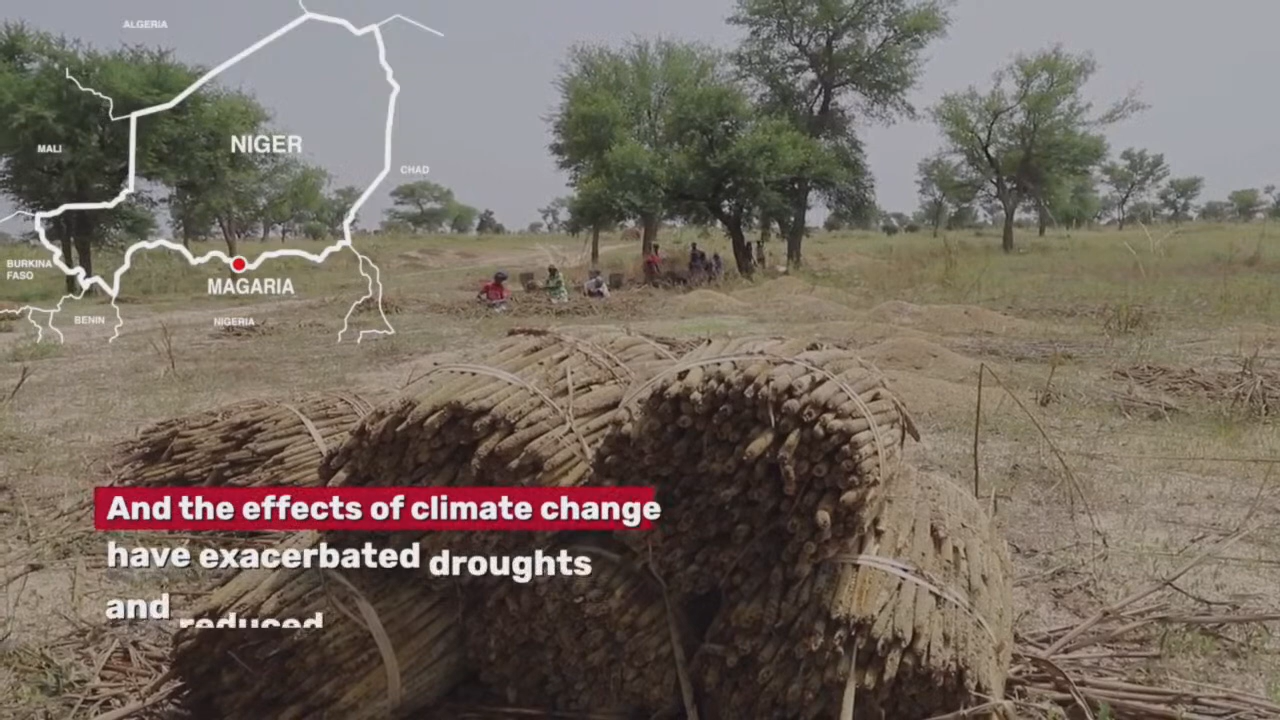 ALGERIA
MALI
NIGER
CHAD
BURKINA
FASO
MAGARIA
BENIN
NIGERIA
And the effects of climate change
have exacerbated droughts
and reduced